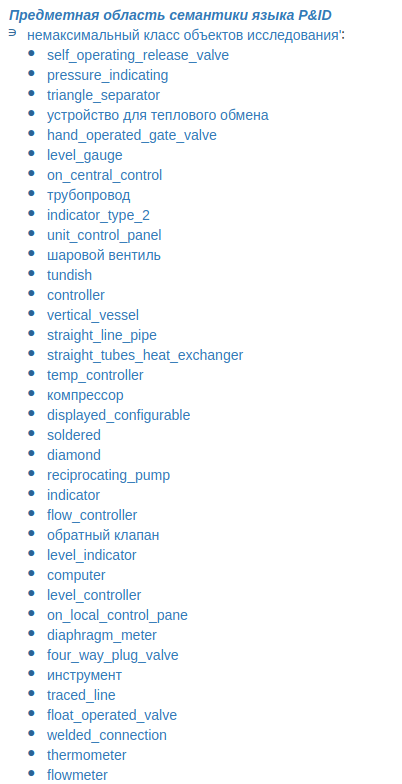 Предметная область семантики языка P&ID
∋ немаксимальный класс объектов исследования':
• self_operating_release_valve
• pressure_indicating
• triangle_separator
• устройство для теплового обмена
• hand_operated_gate_valve
• level_gauge
• on_central_control
• трубопровод
• indicator_type_2
• unit_control_panel
• шаровой вентиль
• tundish
• controller
• vertical_vessel
• straight_line_pipe
• straight_tubes_heat_exchanger
• temp_controller
• компрессор
• displayed_configurable
• soldered
• diamond
• reciprocating_pump
• indicator
• flow_controller
• обратный клапан
• level_indicator
• computer
• level_controller
• on_local_control_pane
• diaphragm_meter
• four_way_plug_valve
• инструмент
• traced_line
• float_operated_valve
• welded_connection
• thermometer
• flowmeter